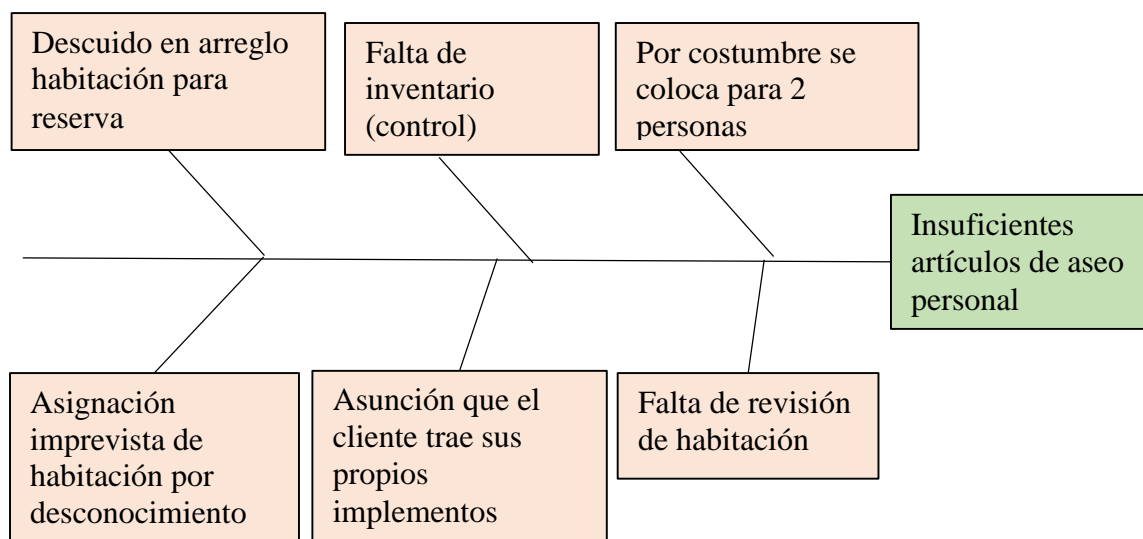 Descuido en arreglo
habitación para
reserva
Falta de
inventario
(control)
Por costumbre se
coloca para 2
personas
Insuficientes
artículos de aseo
personal
Asignación
imprevista de
habitación por
desconocimiento
Asunción que el
cliente trae sus
propios
implementos
Falta de revisión
de habitación